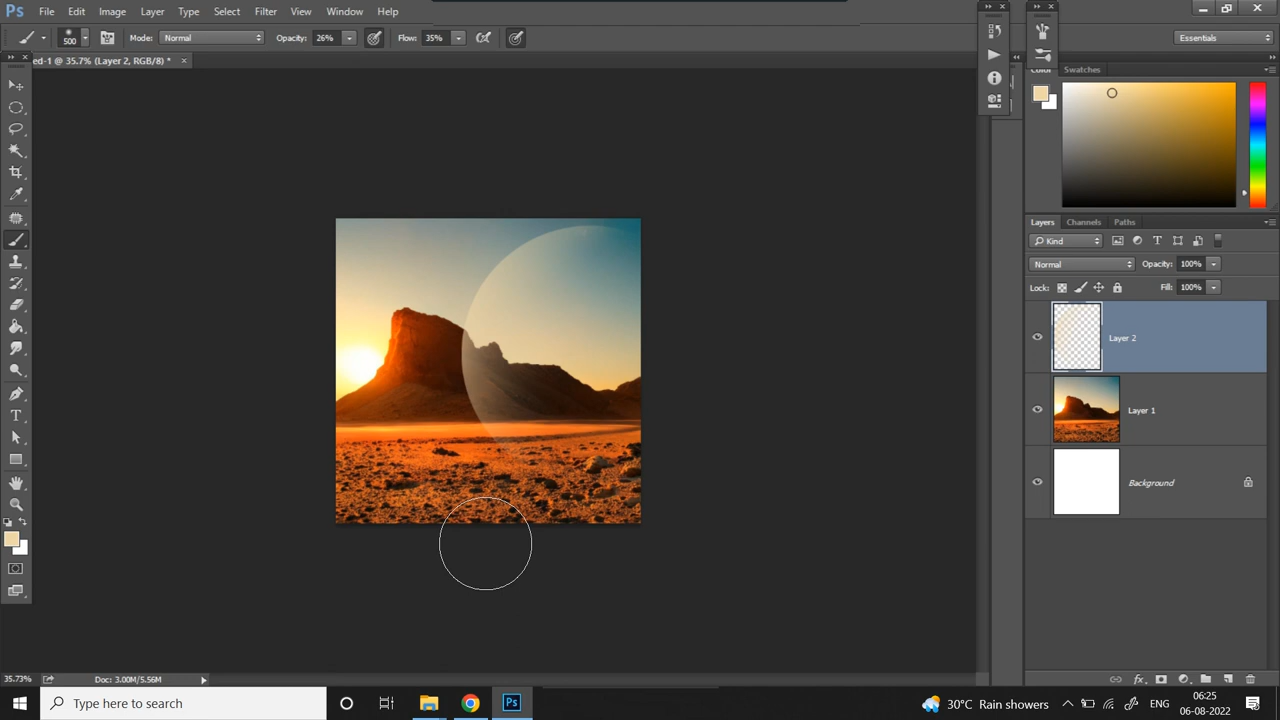 Ps File Edit Image Layer Type Select Filter 3D View Window Help
500 Mode: Normal Opacity: 26% Flow: 35% Essentials
ed-1 @ 35.7% (Layer 2, RGB/8) *
Color Swatches
Layers Channels Paths
Kind
Normal Opacity: 100%
Lock: Fill: 100%
Layer 2
Layer 1
Background
T
fx
35.73% Doc: 3.00M/5.56M
Type here to search
Ps
30°C Rain showers ENG 06:25
06-08-2022